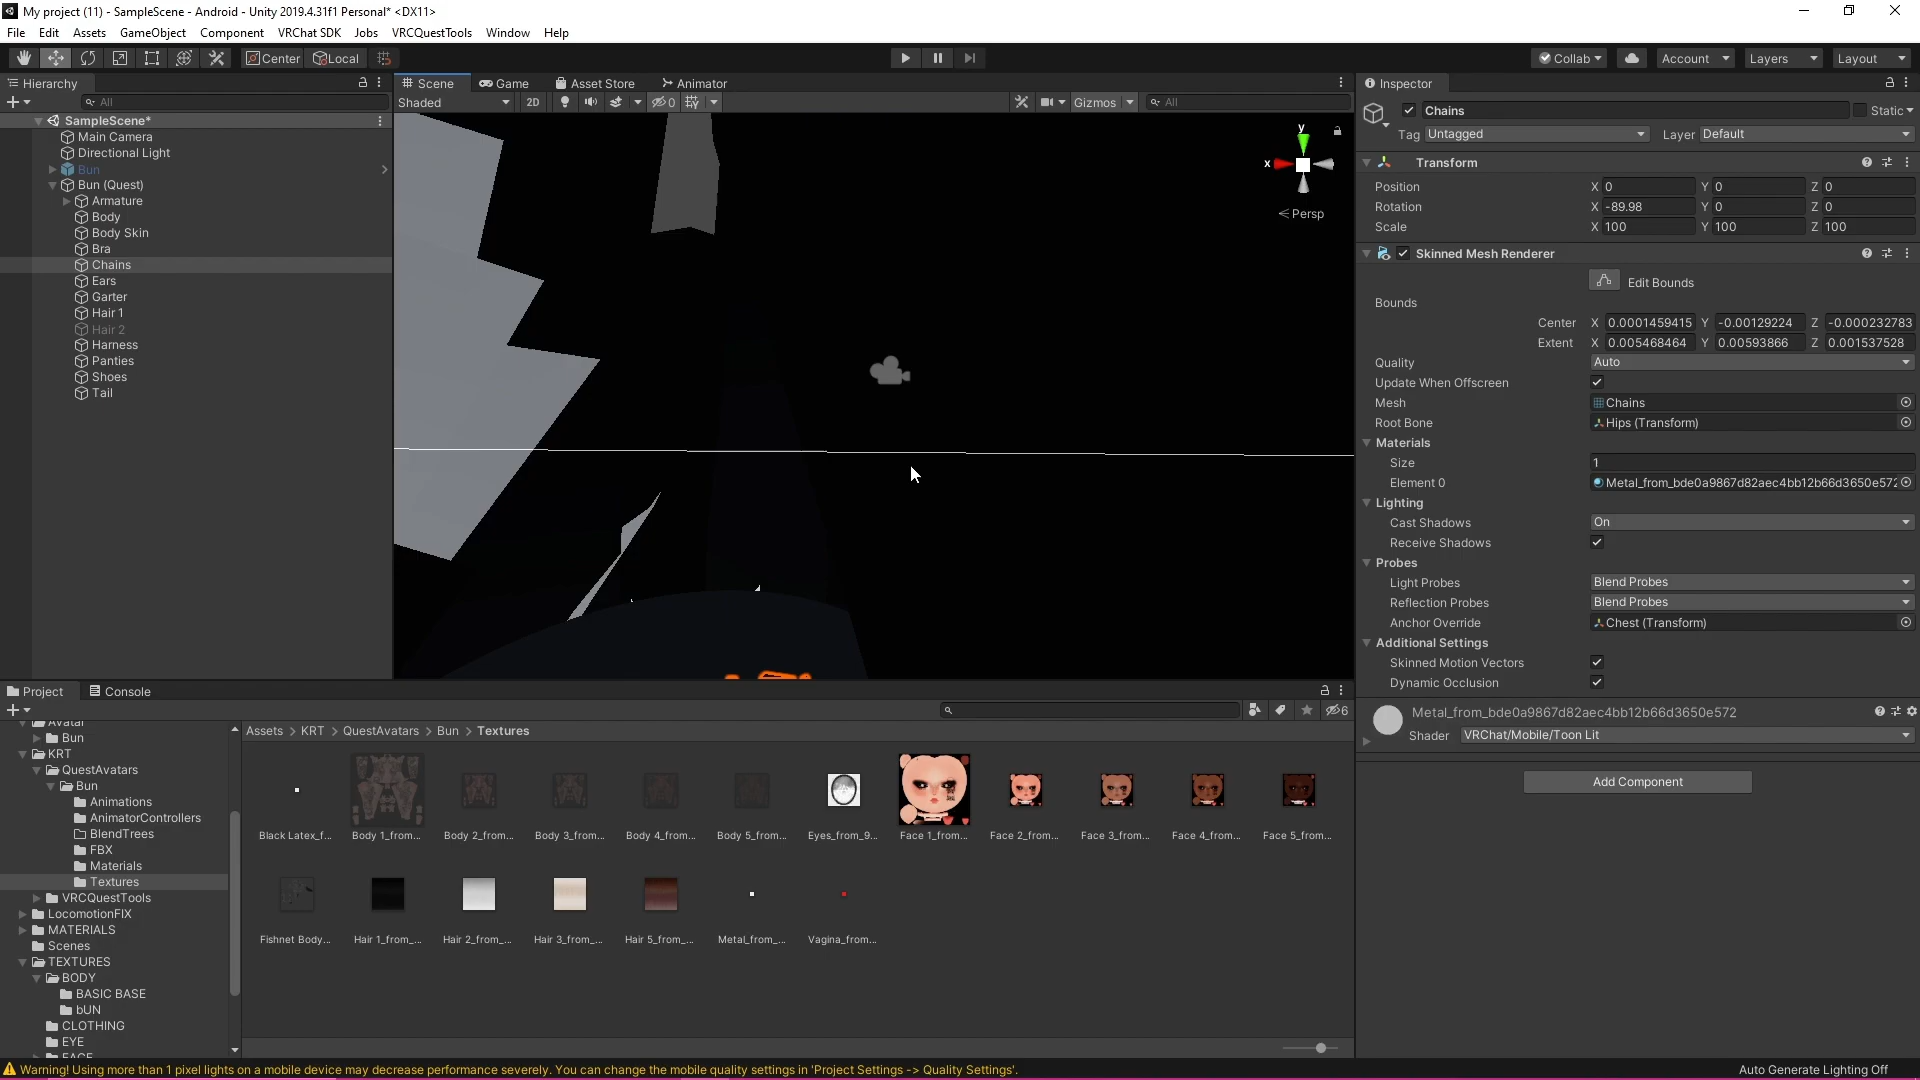 My project (11) - SampleScene - Android - Unity 2019.4.31f1 Personal* <DX11>
File Edit Assets GameObject Component VRChat SDK Jobs VRCQuestTools Window Help
Center Local Collab Account Layers Layout
Hierarchy
All
SampleScene*
Main Camera
Directional Light
Bun
Bun (Quest)
Armature
Body
Body Skin
Bra
Chains
Ears
Garter
Hair 1
Hair 2
Harness
Panties
Shoes
Tail
Scene Game Asset Store Animator
Shaded 2D 0 Gizmos All
y
x
Persp
Inspector
Chains Static
Tag Untagged Layer Default
Transform
Position X 0 Y 0 Z 0
Rotation X -89.98 Y 0 Z 0
Scale X 100 Y 100 Z 100
Skinned Mesh Renderer
Edit Bounds
Bounds
Center X 0.0001459415 Y -0.00129224 Z -0.000232783
Extent X 0.005468464 Y 0.00593866 Z 0.001537528
Quality Auto
Update When Offscreen
Mesh Chains
Root Bone Hips (Transform)
Materials
Size 1
Element 0 Metal_from_bde0a9867d82aec4bb12b66d3650e572
Lighting
Cast Shadows On
Receive Shadows
Probes
Light Probes Blend Probes
Reflection Probes Blend Probes
Anchor Override Chest (Transform)
Additional Settings
Skinned Motion Vectors
Dynamic Occlusion
Metal_from_bde0a9867d82aec4bb12b66d3650e572
Shader VRChat/Mobile/Toon Lit
Add Component
Project Console
6
Avatar
Bun
KRT
QuestAvatars
Bun
Animations
AnimatorControllers
BlendTrees
FBX
Materials
Textures
VRCQuestTools
LocomotionFIX
MATERIALS
Scenes
TEXTURES
BODY
BASIC BASE
bUN
CLOTHING
EYE
FACE
Assets > KRT > QuestAvatars > Bun > Textures
Black Latex_f... Body 1_from... Body 2_from... Body 3_from... Body 4_from... Body 5_from... Eyes_from_9... Face 1_from... Face 2_from... Face 3_from... Face 4_from... Face 5_from...
Fishnet Body... Hair 1_from_... Hair 2_from_... Hair 3_from_... Hair 5_from_... Metal_from_... Vagina_from...
Warning! Using more than 1 pixel lights on a mobile device may decrease performance severely. You can change the mobile quality settings in 'Project Settings -> Quality Settings'.
Auto Generate Lighting Off